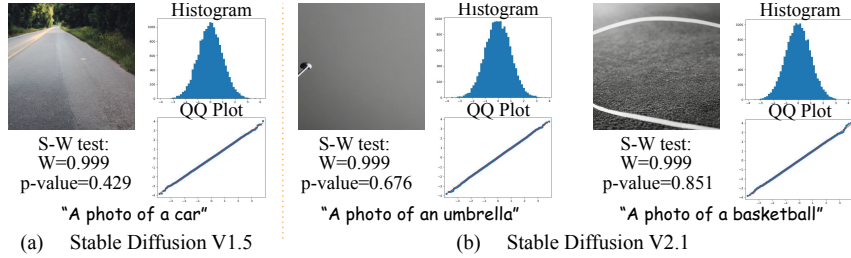 Histogram
QQ Plot
S-W test:
W=0.999
p-value=0.429
"A photo of a car"
(a) Stable Diffusion V1.5
Histogram
QQ Plot
S-W test:
W=0.999
p-value=0.676
"A photo of an umbrella"
Histogram
QQ Plot
S-W test:
W=0.999
p-value=0.851
"A photo of a basketball"
(b) Stable Diffusion V2.1